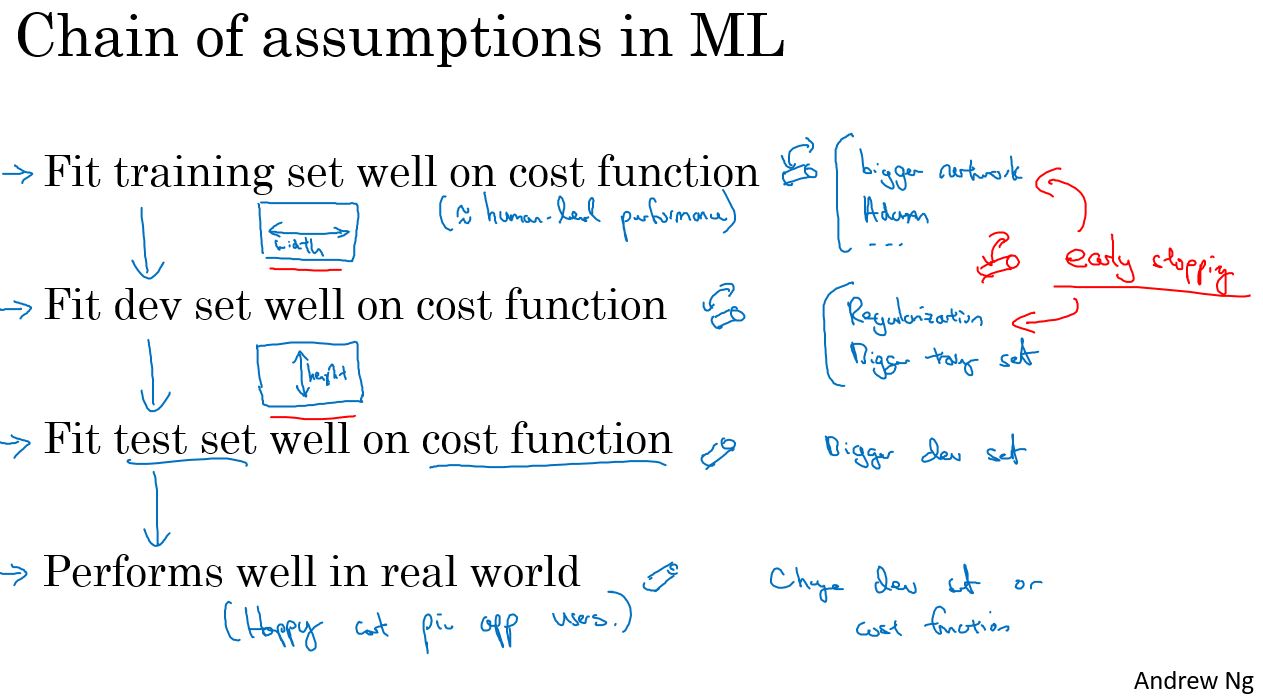 Chain of assumptions in ML
→ Fit training set well on cost function
(≈ human-level performance)
bigger network
Adam
...
width
early stopping
→ Fit dev set well on cost function
Regularization
Bigger train set
height
→ Fit test set well on cost function
Bigger dev set
→ Performs well in real world
(Happy cat pic app users.)
Change dev set or
cost function
Andrew Ng